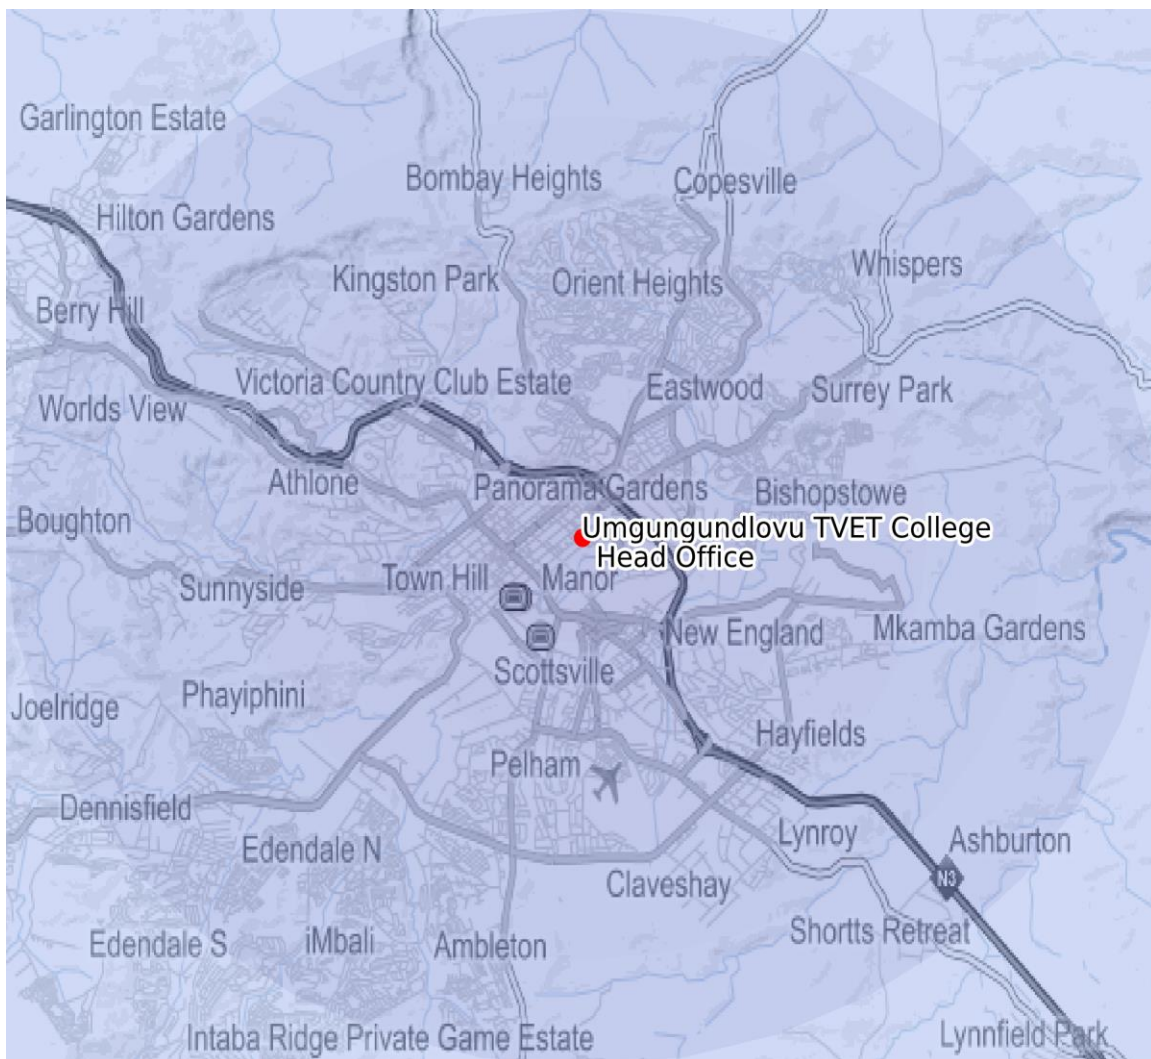 Garlington Estate
Bombay Heights
Copesville
Hilton Gardens
Whispers
Kingston Park
Orient Heights
Berry Hill
Victoria Country Club Estate
Eastwood
Surrey Park
Worlds View
Athlone
Panorama Gardens
Bishopstowe
Boughton
Umgungundlovu TVET College
Head Office
Sunnyside
Town Hill
Manor
New England
Mkamba Gardens
Scottsville
Phayiphini
Joelridge
Hayfields
Pelham
Dennisfield
Edendale N
Lynroy
Ashburton
Claveshay
N3
Edendale S
iMbali
Ambleton
Shortts Retreat
Intaba Ridge Private Game Estate
Lynnfield Park